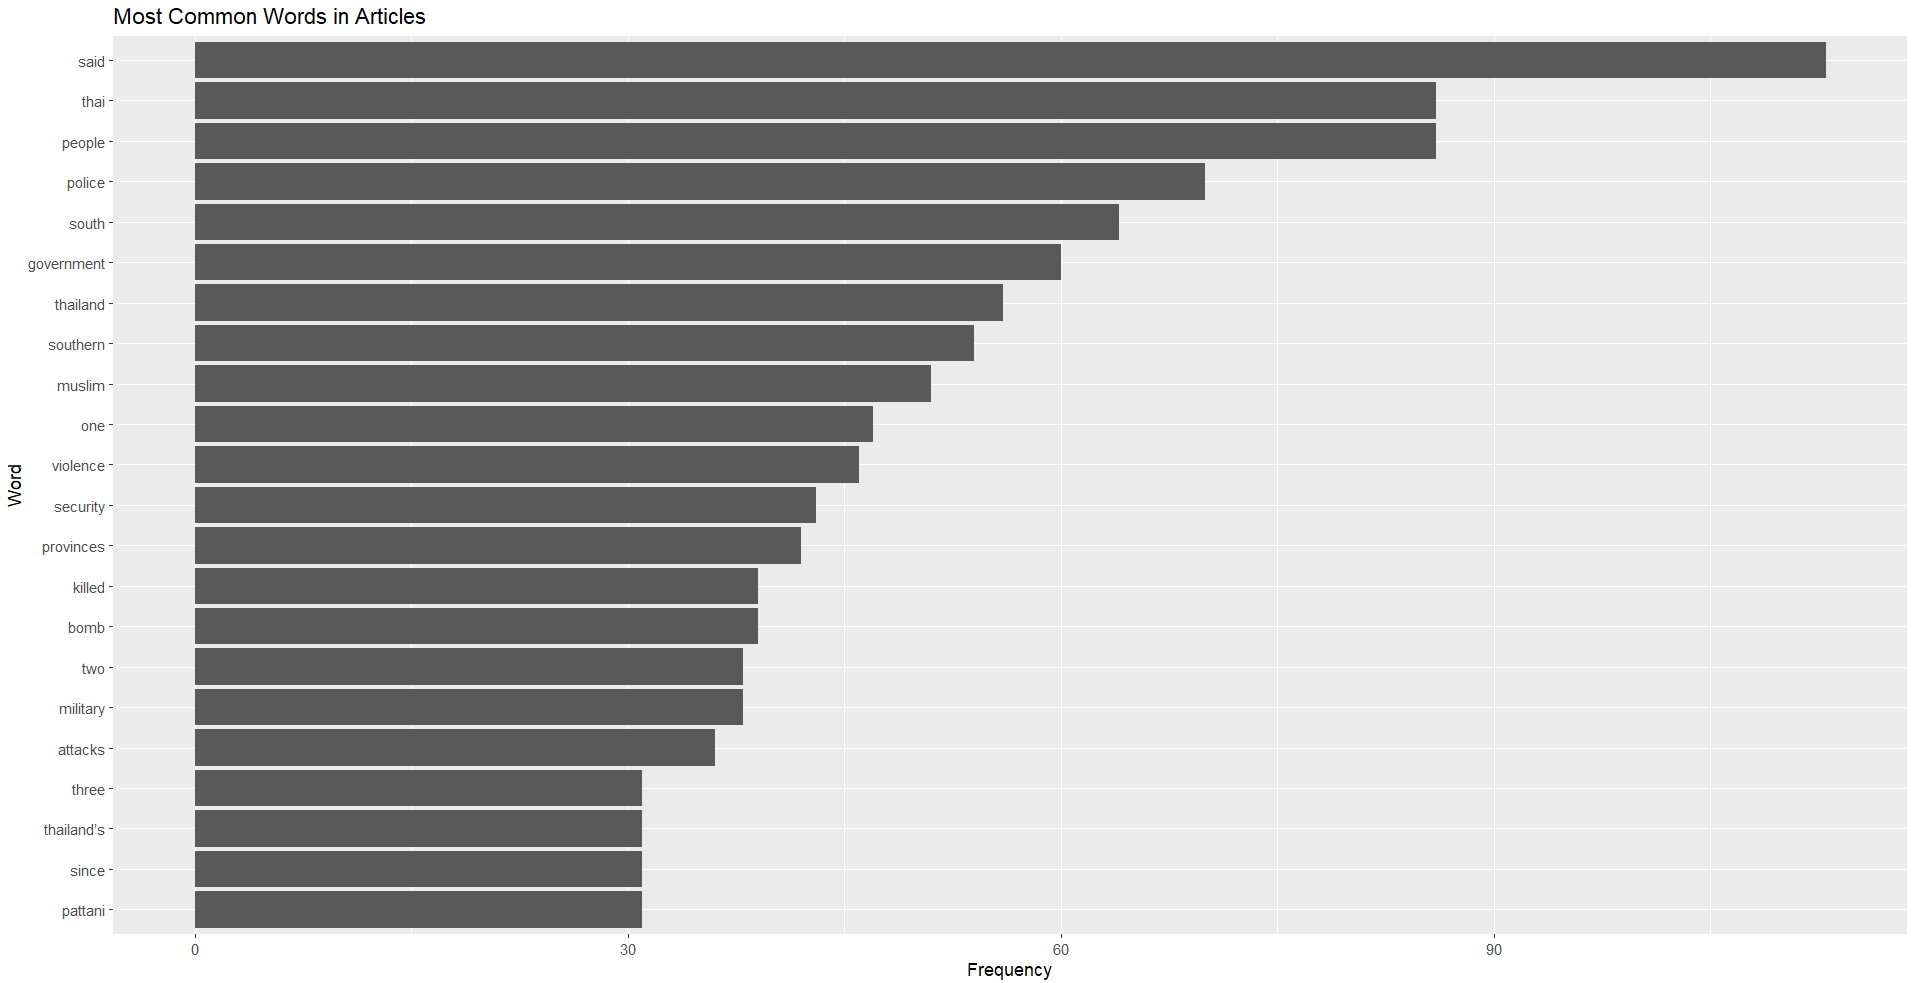 Most Common Words in Articles
said
thai
people
police
south
government
thailand
southern
muslim
one
violence
security
provinces
killed
bomb
two
military
attacks
three
thailand’s
since
pattani
Word
0 30 60 90
Frequency